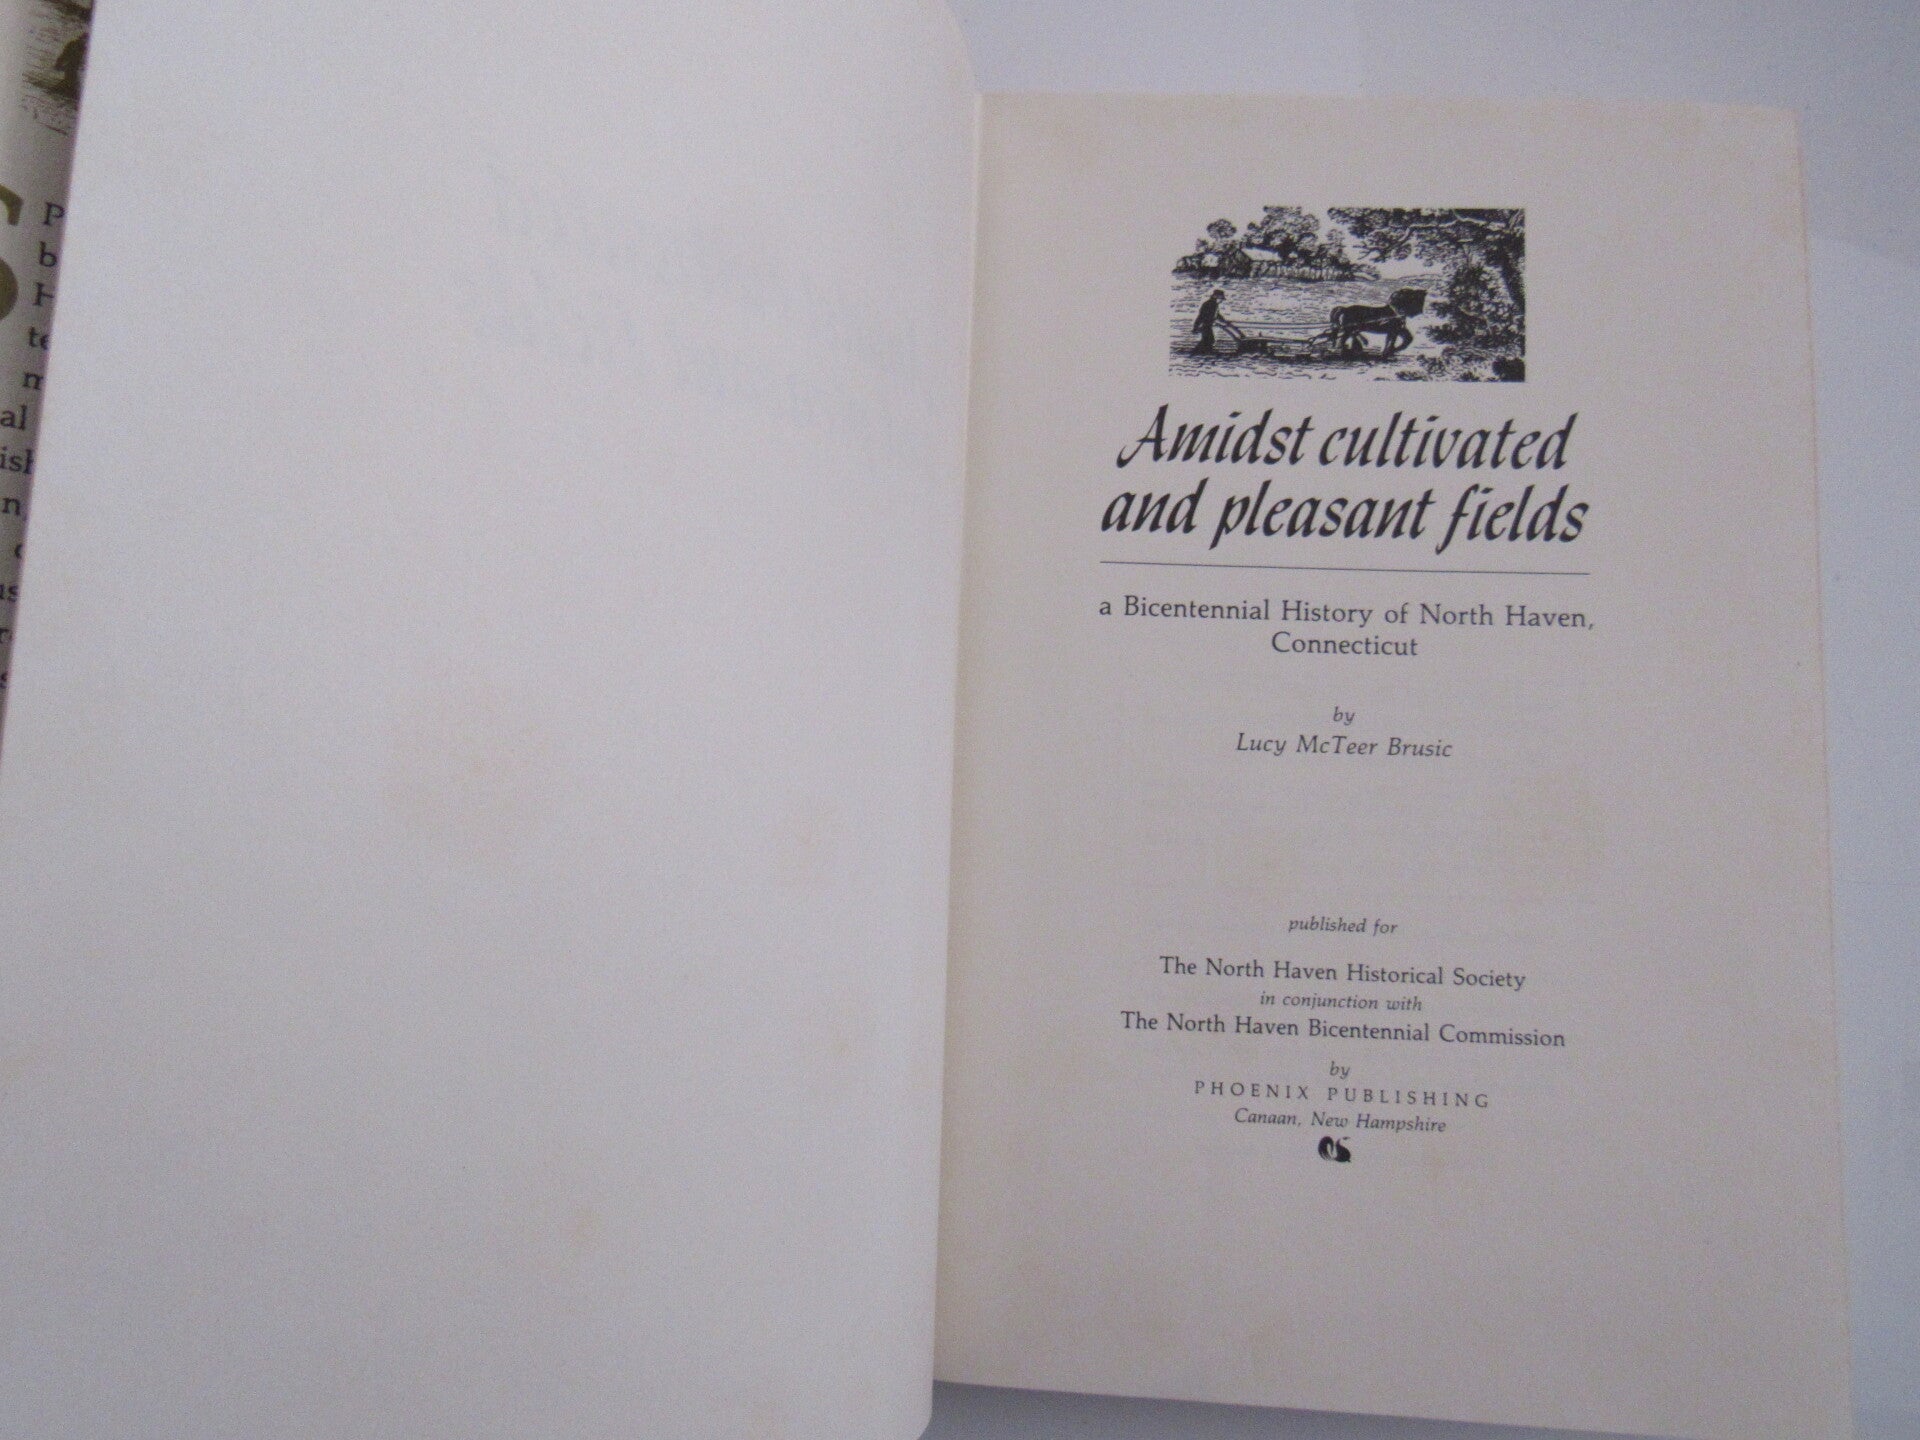 Amidst cultivated
and pleasant fields
a Bicentennial History of North Haven,
Connecticut
by
Lucy McTeer Brusic
published for
The North Haven Historical Society
in conjunction with
The North Haven Bicentennial Commission
by
PHOENIX PUBLISHING
Canaan, New Hampshire